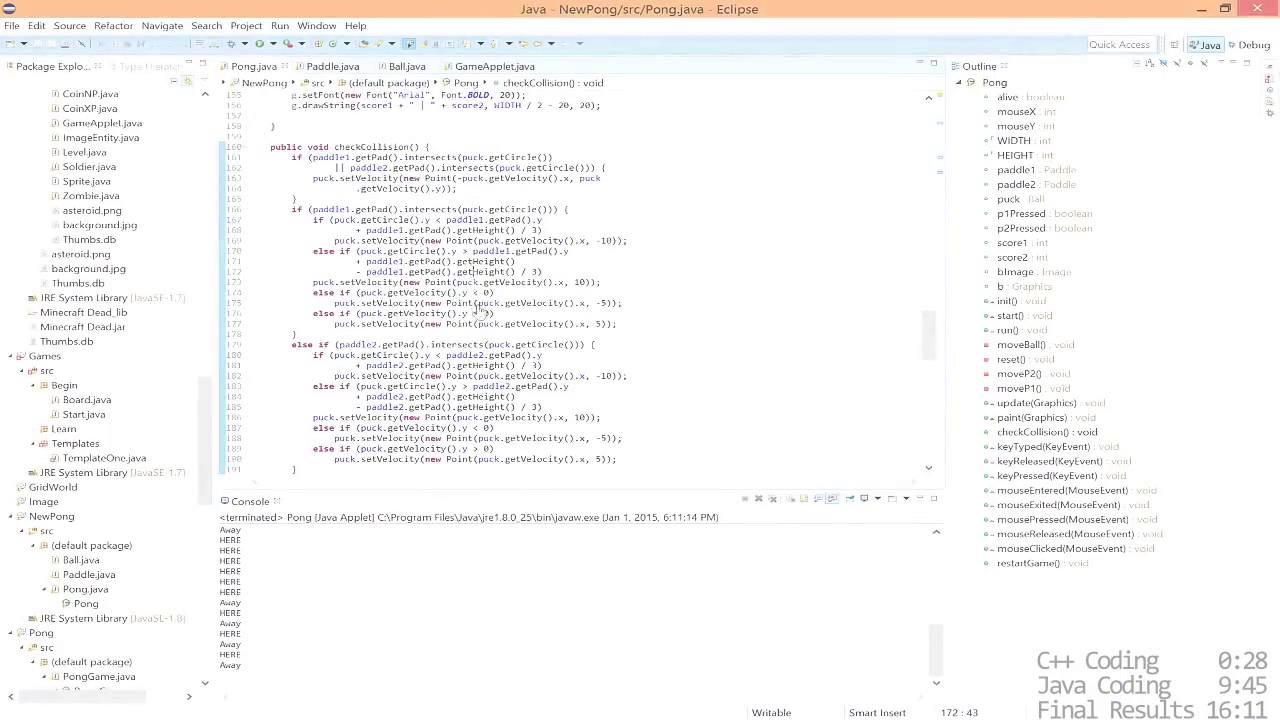 Java - NewPong/src/Pong.java - Eclipse
File Edit Source Refactor Navigate Search Project Run Window Help
Quick Access Java Debug
Package Explo... Type Hierarch
CoinNP.java
CoinXP.java
GameApplet.java
ImageEntity.java
Level.java
Soldier.java
Sprite.java
Zombie.java
asteroid.png
background.jpg
Thumbs.db
asteroid.png
background.jpg
Thumbs.db
JRE System Library [JavaSE-1.7]
Minecraft Dead_lib
Minecraft Dead.jar
Thumbs.db
Games
src
Begin
Board.java
Start.java
Learn
Templates
TemplateOne.java
JRE System Library [JavaSE-1.7]
GridWorld
Image
NewPong
src
(default package)
Ball.java
Paddle.java
Pong.java
Pong
JRE System Library [JavaSE-1.8]
Pong
src
(default package)
PongGame.java
Pong.java Paddle.java Ball.java GameApplet.java
NewPong src (default package) Pong checkCollision() : void
155 g.setFont(new Font("Arial", Font.BOLD, 20));
156 g.drawString(score1 + " | " + score2, WIDTH / 2 - 20, 20);
157
158 }
159
160 public void checkCollision() {
161 if (paddle1.getPad().intersects(puck.getCircle())
162 || paddle2.getPad().intersects(puck.getCircle())) {
163 puck.setVelocity(new Point(-puck.getVelocity().x, puck
164 .getVelocity().y));
165 }
166 if (paddle1.getPad().intersects(puck.getCircle())) {
167 if (puck.getCircle().y < paddle1.getPad().y
168 + paddle1.getPad().getHeight() / 3)
169 puck.setVelocity(new Point(puck.getVelocity().x, -10));
170 else if (puck.getCircle().y > paddle1.getPad().y
171 + paddle1.getPad().getHeight()
172 - paddle1.getPad().getHeight() / 3)
173 puck.setVelocity(new Point(puck.getVelocity().x, 10));
174 else if (puck.getVelocity().y < 0)
175 puck.setVelocity(new Point(puck.getVelocity().x, -5));
176 else if (puck.getVelocity().y 0)
177 puck.setVelocity(new Point(puck.getVelocity().x, 5));
178 }
179 else if (paddle2.getPad().intersects(puck.getCircle())) {
180 if (puck.getCircle().y < paddle2.getPad().y
181 + paddle2.getPad().getHeight() / 3)
182 puck.setVelocity(new Point(puck.getVelocity().x, -10));
183 else if (puck.getCircle().y > paddle2.getPad().y
184 + paddle2.getPad().getHeight()
185 - paddle2.getPad().getHeight() / 3)
186 puck.setVelocity(new Point(puck.getVelocity().x, 10));
187 else if (puck.getVelocity().y < 0)
188 puck.setVelocity(new Point(puck.getVelocity().x, -5));
189 else if (puck.getVelocity().y > 0)
190 puck.setVelocity(new Point(puck.getVelocity().x, 5));
191 }
Console
<terminated> Pong [Java Applet] C:\Program Files\Java\jre1.8.0_25\bin\javaw.exe (Jan 1, 2015, 6:11:14 PM)
Away
HERE
HERE
HERE
HERE
HERE
HERE
Away
HERE
Away
HERE
Away
HERE
Away
Outline
Pong
alive : boolean
mouseX : int
mouseY : int
WIDTH : int
HEIGHT : int
paddle1 : Paddle
paddle2 : Paddle
puck : Ball
p1Pressed : boolean
p2Pressed : boolean
score1 : int
score2 : int
bImage : Image
b : Graphics
init() : void
start() : void
run() : void
moveBall() : void
reset() : void
moveP2() : void
moveP1() : void
update(Graphics) : void
paint(Graphics) : void
checkCollision() : void
keyTyped(KeyEvent) : void
keyReleased(KeyEvent) : void
keyPressed(KeyEvent) : void
mouseEntered(MouseEvent) : void
mouseExited(MouseEvent) : void
mousePressed(MouseEvent) : void
mouseReleased(MouseEvent) : void
mouseClicked(MouseEvent) : void
restartGame() : void
C++ Coding 0:28
Java Coding 9:45
Final Results 16:11
Writable Smart Insert 172 : 43